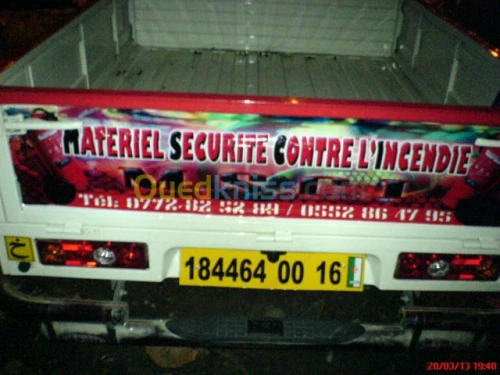 MATERIEL SECURITE CONTRE L'INCENDIE
Ouedkniss.com
Tél: 0772 02 52 89 / 0552 86 47 95
خ
184464 00 16
20/03/13 19:40